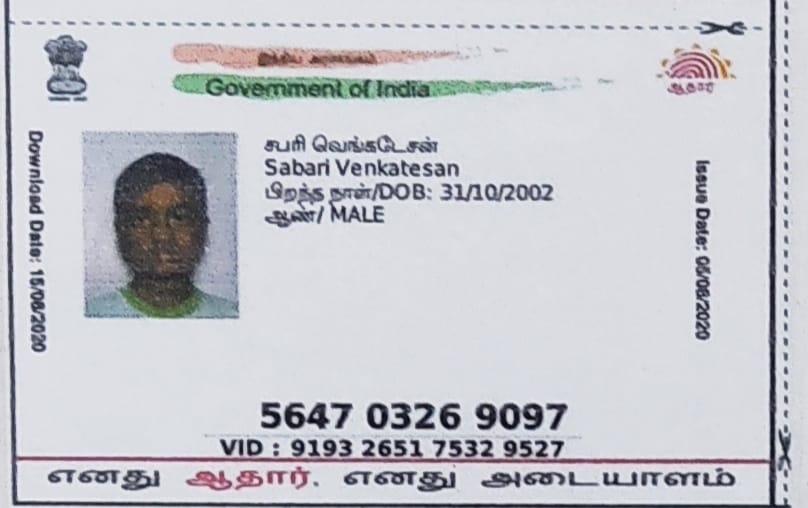 இந்திய அரசாங்கம்
Government of India
ஆதார்
Download Date: 15/08/2020
சபரி வெங்கடேசன்
Sabari Venkatesan
பிறந்த நாள்/DOB: 31/10/2002
ஆண்/ MALE
Issue Date: 05/08/2020
5647 0326 9097
VID : 9193 2651 7532 9527
எனது ஆதார், எனது அடையாளம்